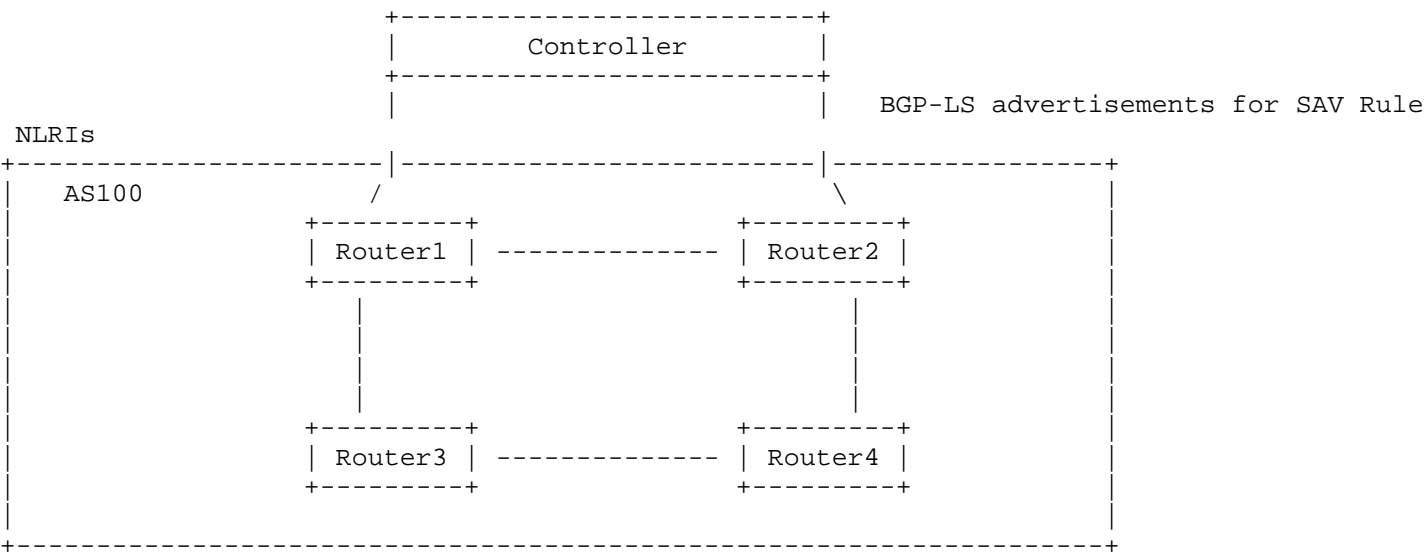 Controller
BGP-LS advertisements for SAV Rule
NLRIs
AS100
Router1 Router2
Router3 Router4